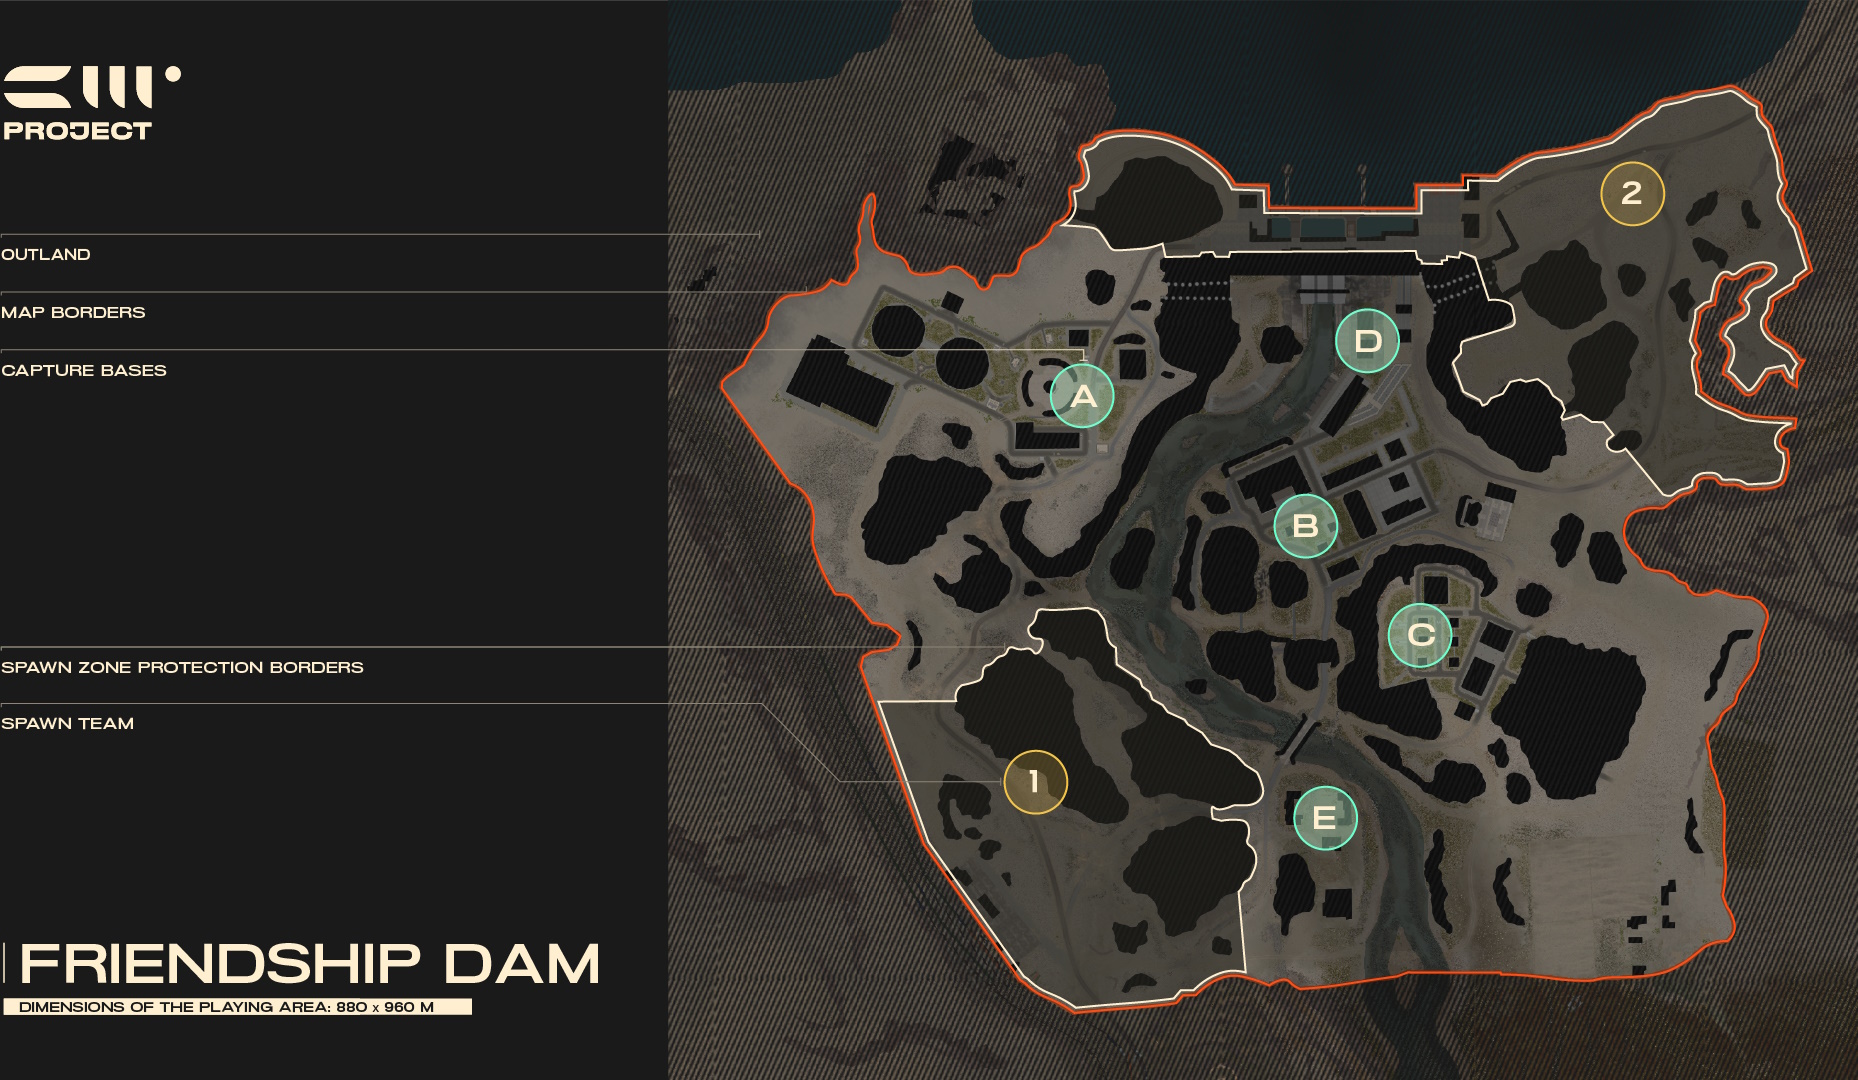 PROJECT
OUTLAND
MAP BORDERS
CAPTURE BASES
SPAWN ZONE PROTECTION BORDERS
SPAWN TEAM
FRIENDSHIP DAM
DIMENSIONS OF THE PLAYING AREA: 880 x 960 M
2
D
A
B
C
1
E